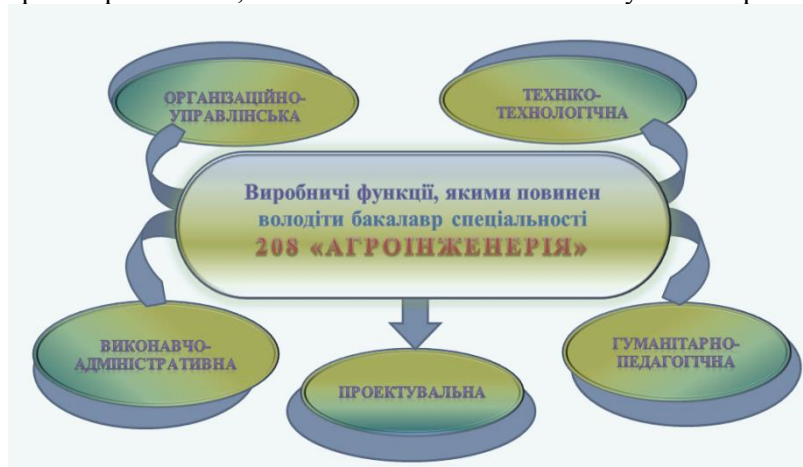 ОРГАНІЗАЦІЙНО-
УПРАВЛІНСЬКА
ТЕХНІКО-
ТЕХНОЛОГІЧНА
Виробничі функції, якими повинен
володіти бакалавр спеціальності
208 «АГРОІНЖЕНЕРІЯ»
ВИКОНАВЧО-
АДМІНІСТРАТИВНА
ПРОЕКТУВАЛЬНА
ГУМАНІТАРНО-
ПЕДАГОГІЧНА